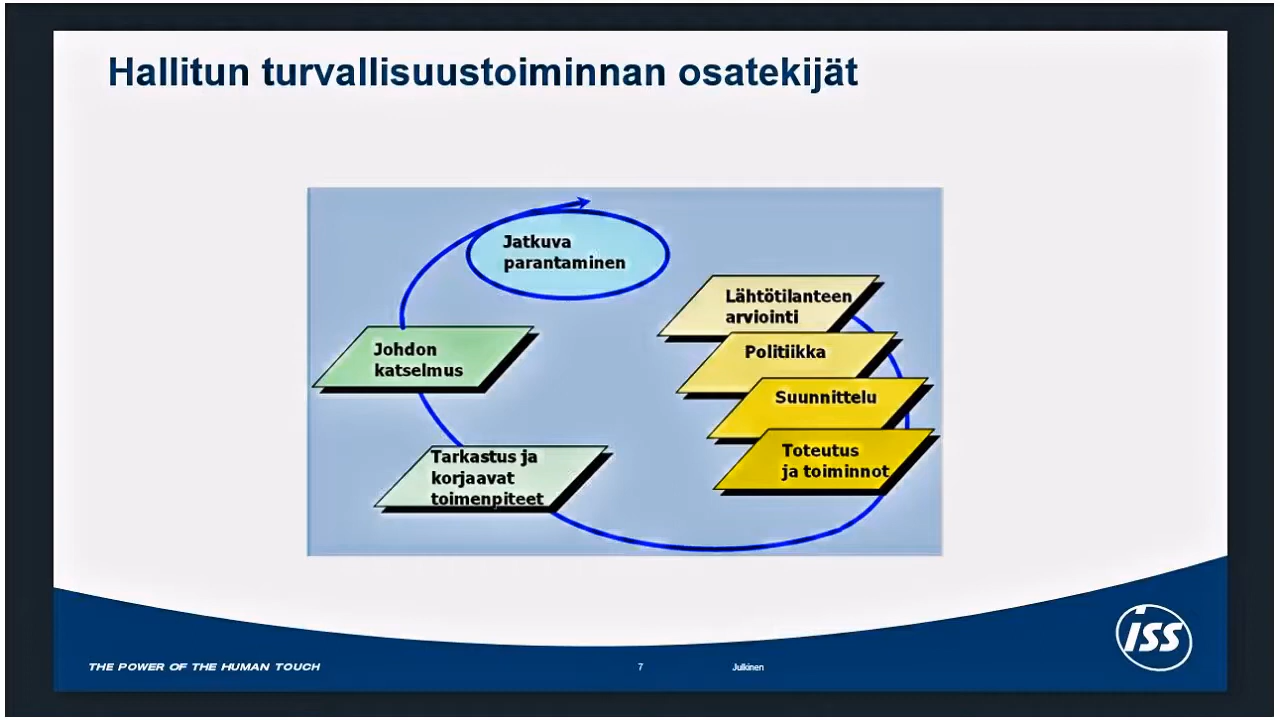 Hallitun turvallisuustoiminnan osatekijät
Jatkuva
parantaminen
Lähtötilanteen
arviointi
Politiikka
Suunnittelu
Toteutus
ja toiminnot
Tarkastus ja
korjaavat
toimenpiteet
Johdon
katselmus
THE POWER OF THE HUMAN TOUCH
7
Julkinen
ISS